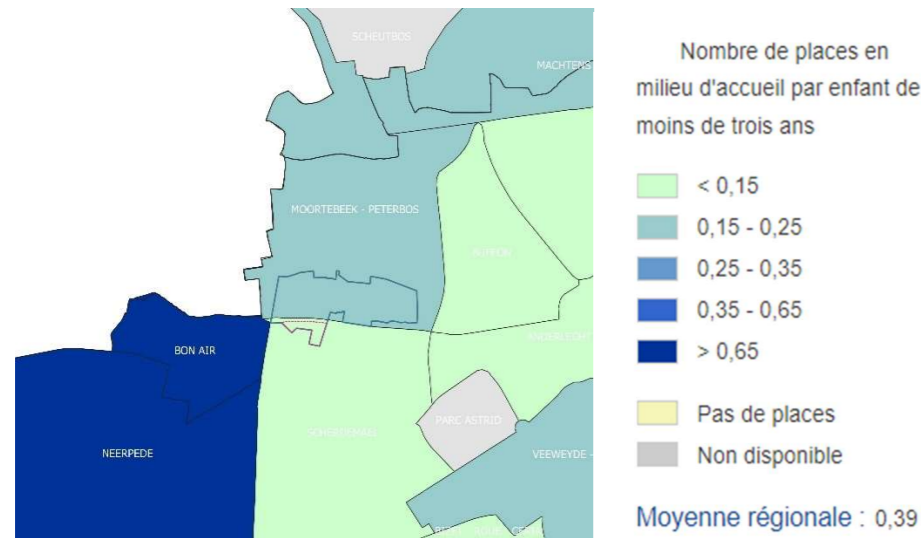 SCHEUTBOS
MACHTENS
MOORTEBEEK - PETERBOS
BON AIR
NEERPEDE
SCHEERDEMAEL
PARC ASTRID
VEEWEYDE -
Nombre de places en
milieu d'accueil par enfant de
moins de trois ans
< 0,15
0,15 - 0,25
0,25 - 0,35
0,35 - 0,65
> 0,65
Pas de places
Non disponible
Moyenne régionale : 0,39